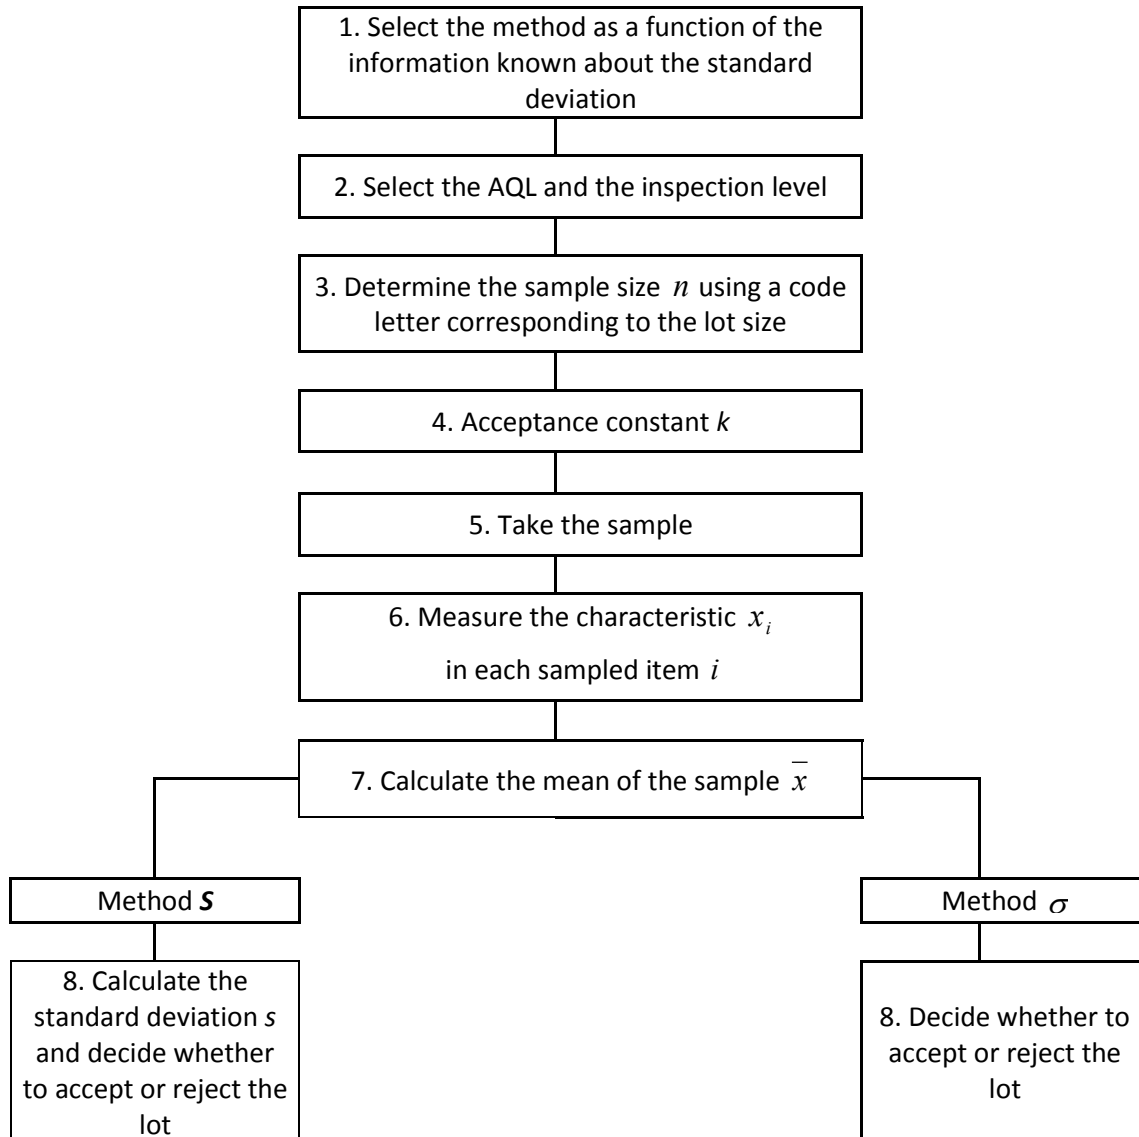 1. Select the method as a function of the
information known about the standard
deviation
2. Select the AQL and the inspection level
3. Determine the sample size n using a code
letter corresponding to the lot size
4. Acceptance constant k
5. Take the sample
6. Measure the characteristic xᵢ
in each sampled item i
7. Calculate the mean of the sample x̄
Method S
8. Calculate the
standard deviation s
and decide whether
to accept or reject the
lot
Method σ
8. Decide whether to
accept or reject the
lot